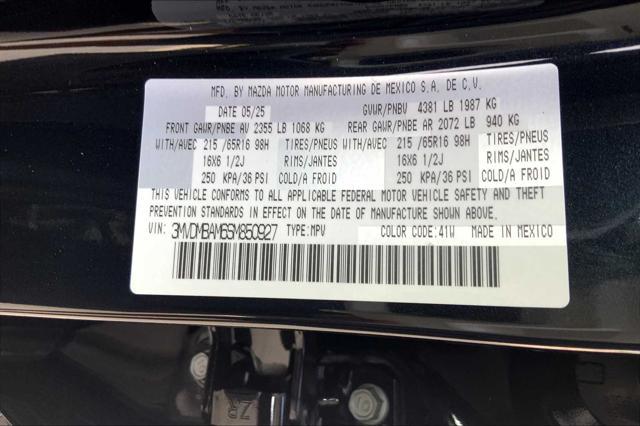 MFD. BY MAZDA MOTOR MANUFACTURING DE MEXICO S.A. DE C.V.
DATE 05/25 GVWR/PNBV 4381 LB 1987 KG
FRONT GAWR/PNBE AV 2355 LB 1068 KG REAR GAWR/PNBE AR 2072 LB 940 KG
WITH/AVEC 215 /65R16 98H TIRES/PNEUS WITH/AVEC 215 /65R16 98H TIRES/PNEUS
16X6 1/2J RIMS/JANTES 16X6 1/2J RIMS/JANTES
250 KPA/36 PSI COLD/A FROID 250 KPA/36 PSI COLD/A FROID
THIS VEHICLE CONFORMS TO ALL APPLICABLE FEDERAL MOTOR VEHICLE SAFETY AND THEFT
PREVENTION STANDARDS IN EFFECT ON THE DATE OF MANUFACTURE SHOWN ABOVE.
VIN: 3MVDMBAM6SM850927 TYPE:MPV COLOR CODE:41W MADE IN MEXICO